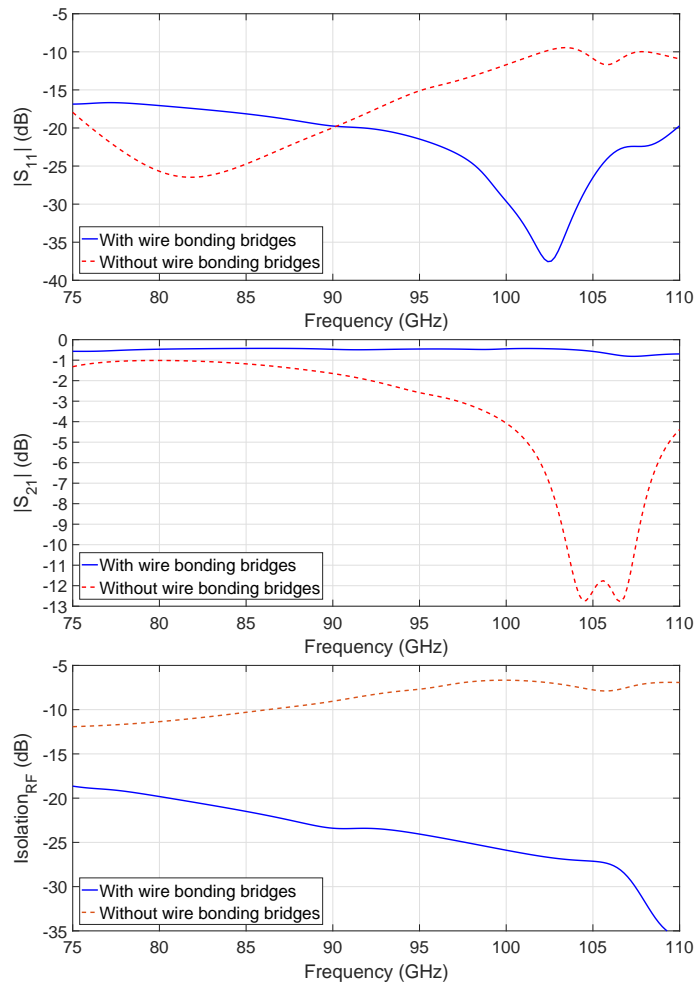 -5
-10
-15
-20
-25
-30
-35
-40
|S11| (dB)
With wire bonding bridges
Without wire bonding bridges
75 80 85 90 95 100 105 110
Frequency (GHz)
0
-1
-2
-3
-4
-5
-6
-7
-8
-9
-10
-11
-12
-13
|S21| (dB)
With wire bonding bridges
Without wire bonding bridges
75 80 85 90 95 100 105 110
Frequency (GHz)
-5
-10
-15
-20
-25
-30
-35
IsolationRF (dB)
With wire bonding bridges
Without wire bonding bridges
75 80 85 90 95 100 105 110
Frequency (GHz)